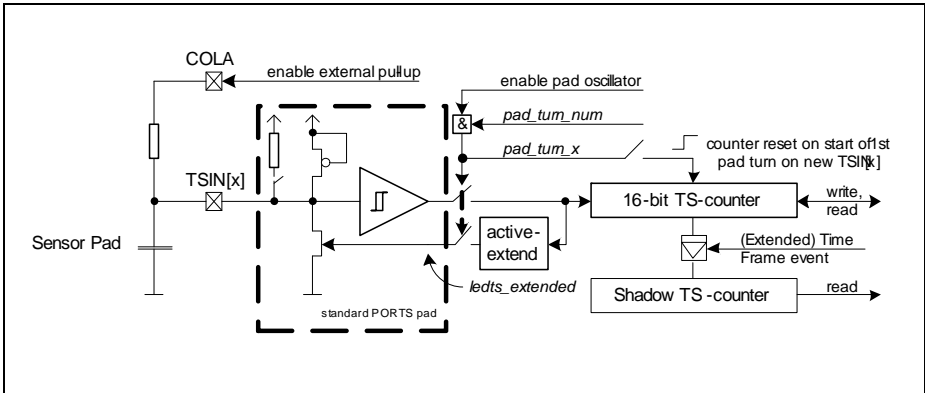 COLA
enable external pullup
enable pad oscillator
&
pad_turn_num
pad_turn_x
counter reset on start of 1st
pad turn on new TSIN[x]
TSIN[x]
16-bit TS-counter
write,
read
Sensor Pad
active-
extend
(Extended) Time
Frame event
ledts_extended
Shadow TS-counter
read
standard PORTS pad